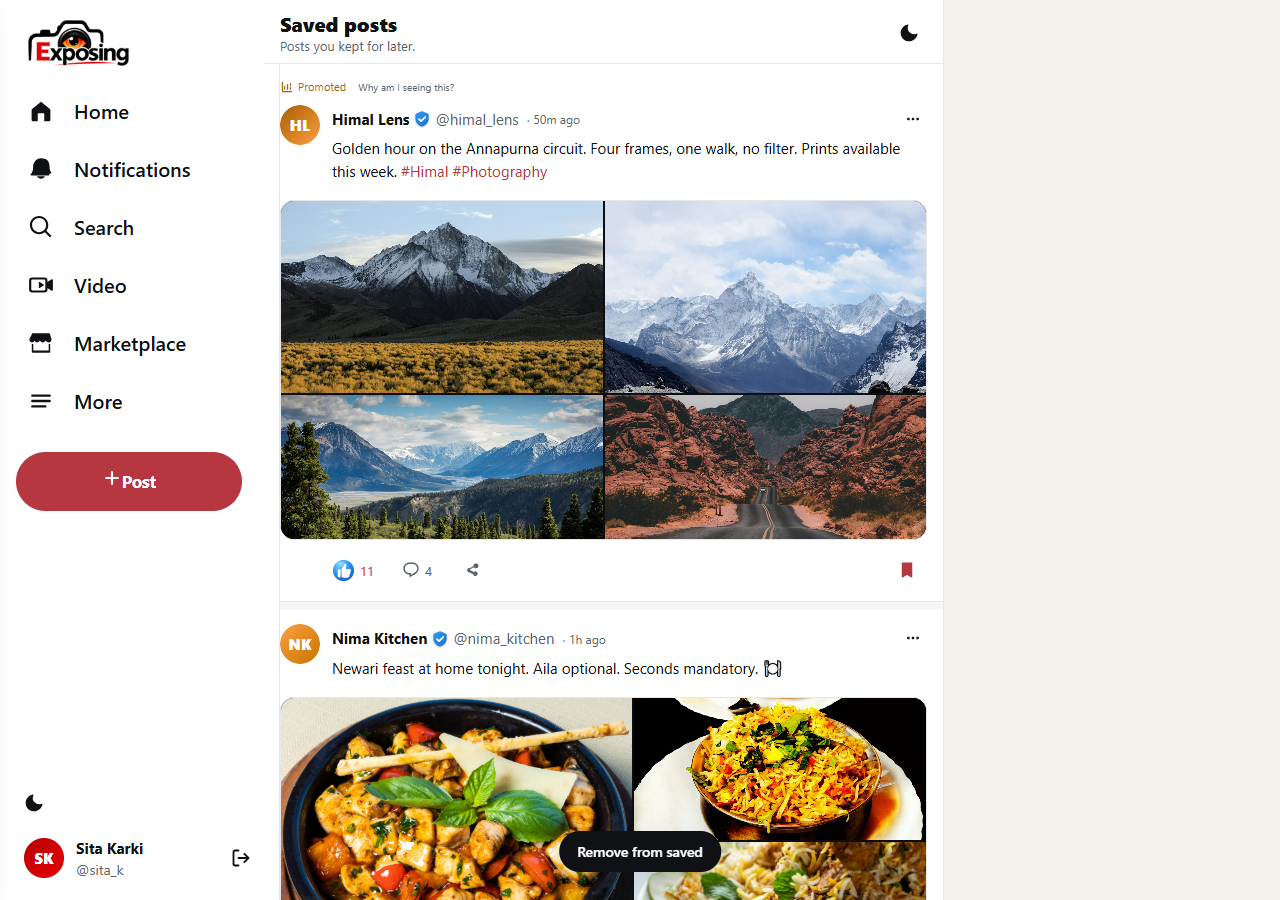 Exposing
Home
Notifications
Search
Video
Marketplace
More
+Post
SK
Sita Karki
@sita_k
Saved posts
Posts you kept for later.
Promoted Why am I seeing this?
HL
Himal Lens @himal_lens · 50m ago
Golden hour on the Annapurna circuit. Four frames, one walk, no filter. Prints available
this week. #Himal #Photography
11 4
NK
Nima Kitchen @nima_kitchen · 1h ago
Newari feast at home tonight. Aila optional. Seconds mandatory. 🍽
Remove from saved